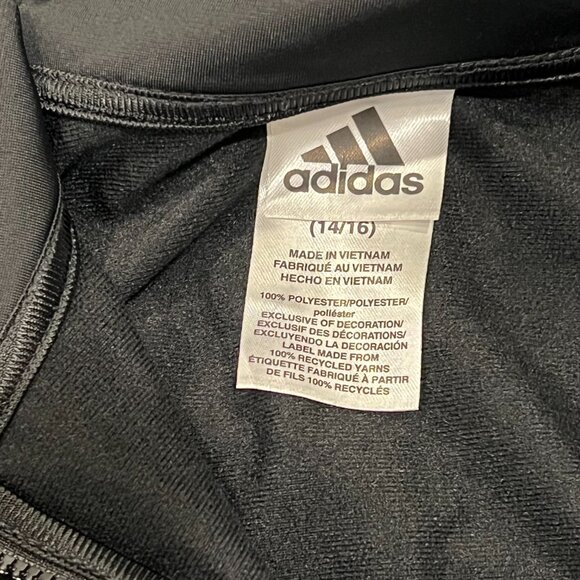 adidas
(14/16)
MADE IN VIETNAM
FABRIQUÉ AU VIETNAM
HECHO EN VIETNAM
100% POLYESTER/POLYESTER/
poliéster
EXCLUSIVE OF DECORATION/
EXCLUSIF DES DÉCORATIONS/
EXCLUYENDO LA DECORACIÓN
LABEL MADE FROM
100% RECYCLED YARNS
ÉTIQUETTE FABRIQUÉ À PARTIR
DE FILS 100% RECYCLÉS